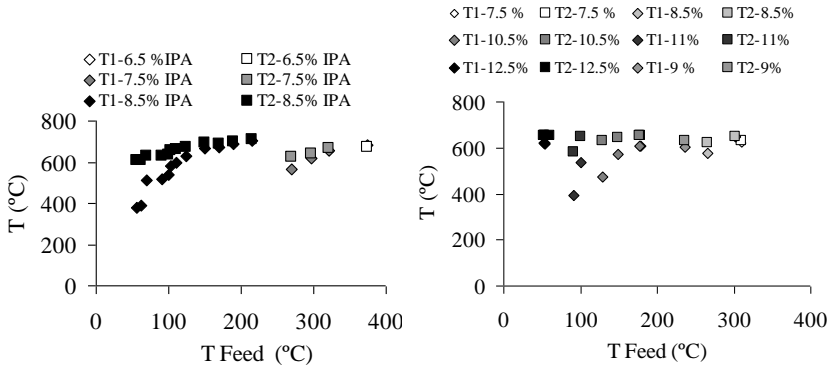 T1-6.5 %IPA T2-6.5% IPA
T1-7.5% IPA T2-7.5% IPA
T1-8.5% IPA T2-8.5% IPA
800
600
400
200
0
T (ºC)
0 100 200 300 400
T Feed (ºC)
T1-7.5 % T2-7.5 % T1-8.5% T2-8.5%
T1-10.5% T2-10.5% T1-11% T2-11%
T1-12.5% T2-12.5% T1-9 % T2-9%
800
600
400
200
0
T (ºC)
0 100 200 300 400
T Feed (ºC)